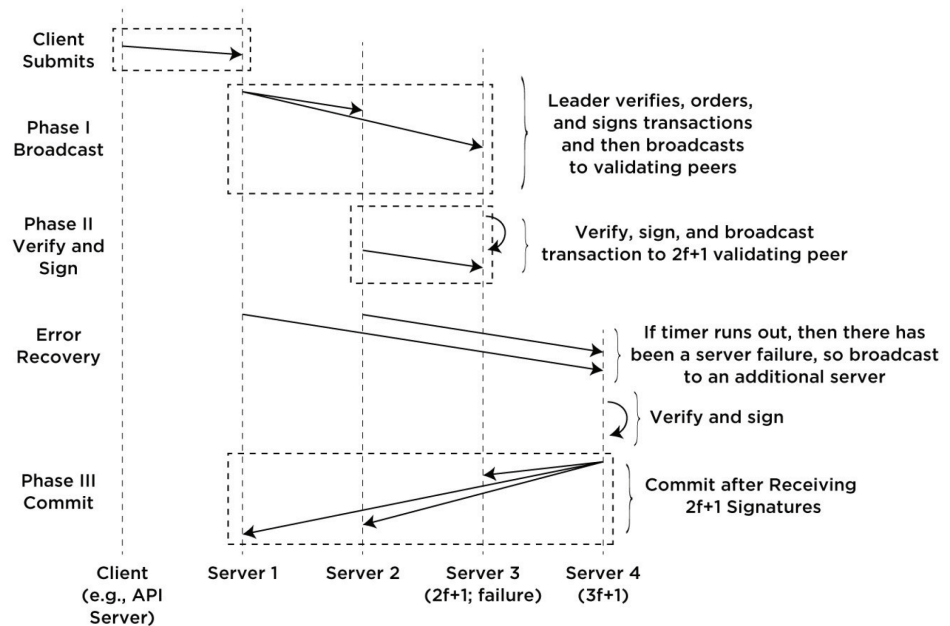 Client
Submits
Phase I
Broadcast
Leader verifies, orders,
and signs transactions
and then broadcasts
to validating peers
Phase II
Verify and
Sign
Verify, sign, and broadcast
transaction to 2f+1 validating peer
Error
Recovery
If timer runs out, then there has
been a server failure, so broadcast
to an additional server
Verify and sign
Phase III
Commit
Commit after Receiving
2f+1 Signatures
Client
(e.g., API
Server)
Server 1
Server 2
Server 3
(2f+1; failure)
Server 4
(3f+1)